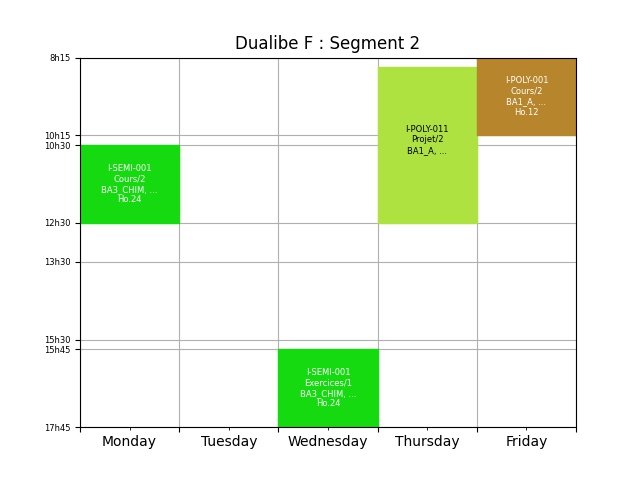 Dualibe F : Segment 2
8h15
10h15
10h30
12h30
13h30
15h30
15h45
17h45
I-SEMI-001
Cours/2
BA3_CHIM, ...
Ho.24
I-SEMI-001
Exercices/1
BA3_CHIM, ...
Ho.24
I-POLY-011
Projet/2
BA1_A, ...
I-POLY-001
Cours/2
BA1_A, ...
Ho.12
Monday
Tuesday
Wednesday
Thursday
Friday